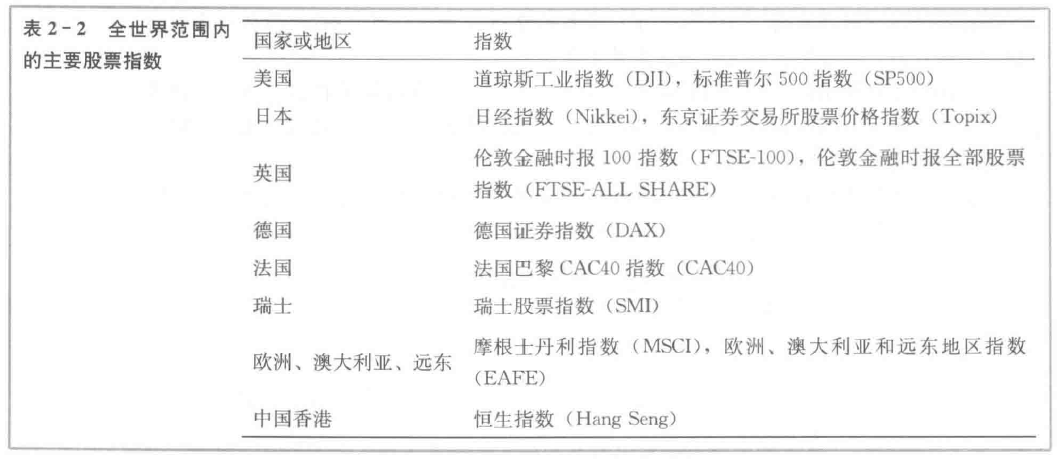 表2-2 全世界范围内
的主要股票指数
国家或地区 指数
美国 道琼斯工业指数（DJI），标准普尔 500 指数（SP500）
日本 日经指数（Nikkei），东京证券交易所股票价格指数（Topix）
英国 伦敦金融时报 100 指数（FTSE-100），伦敦金融时报全部股票
指数（FTSE-ALL SHARE）
德国 德国证券指数（DAX）
法国 法国巴黎 CAC40 指数（CAC40）
瑞士 瑞士股票指数（SMI）
欧洲、澳大利亚、远东 摩根士丹利指数（MSCI），欧洲、澳大利亚和远东地区指数
（EAFE）
中国香港 恒生指数（Hang Seng）